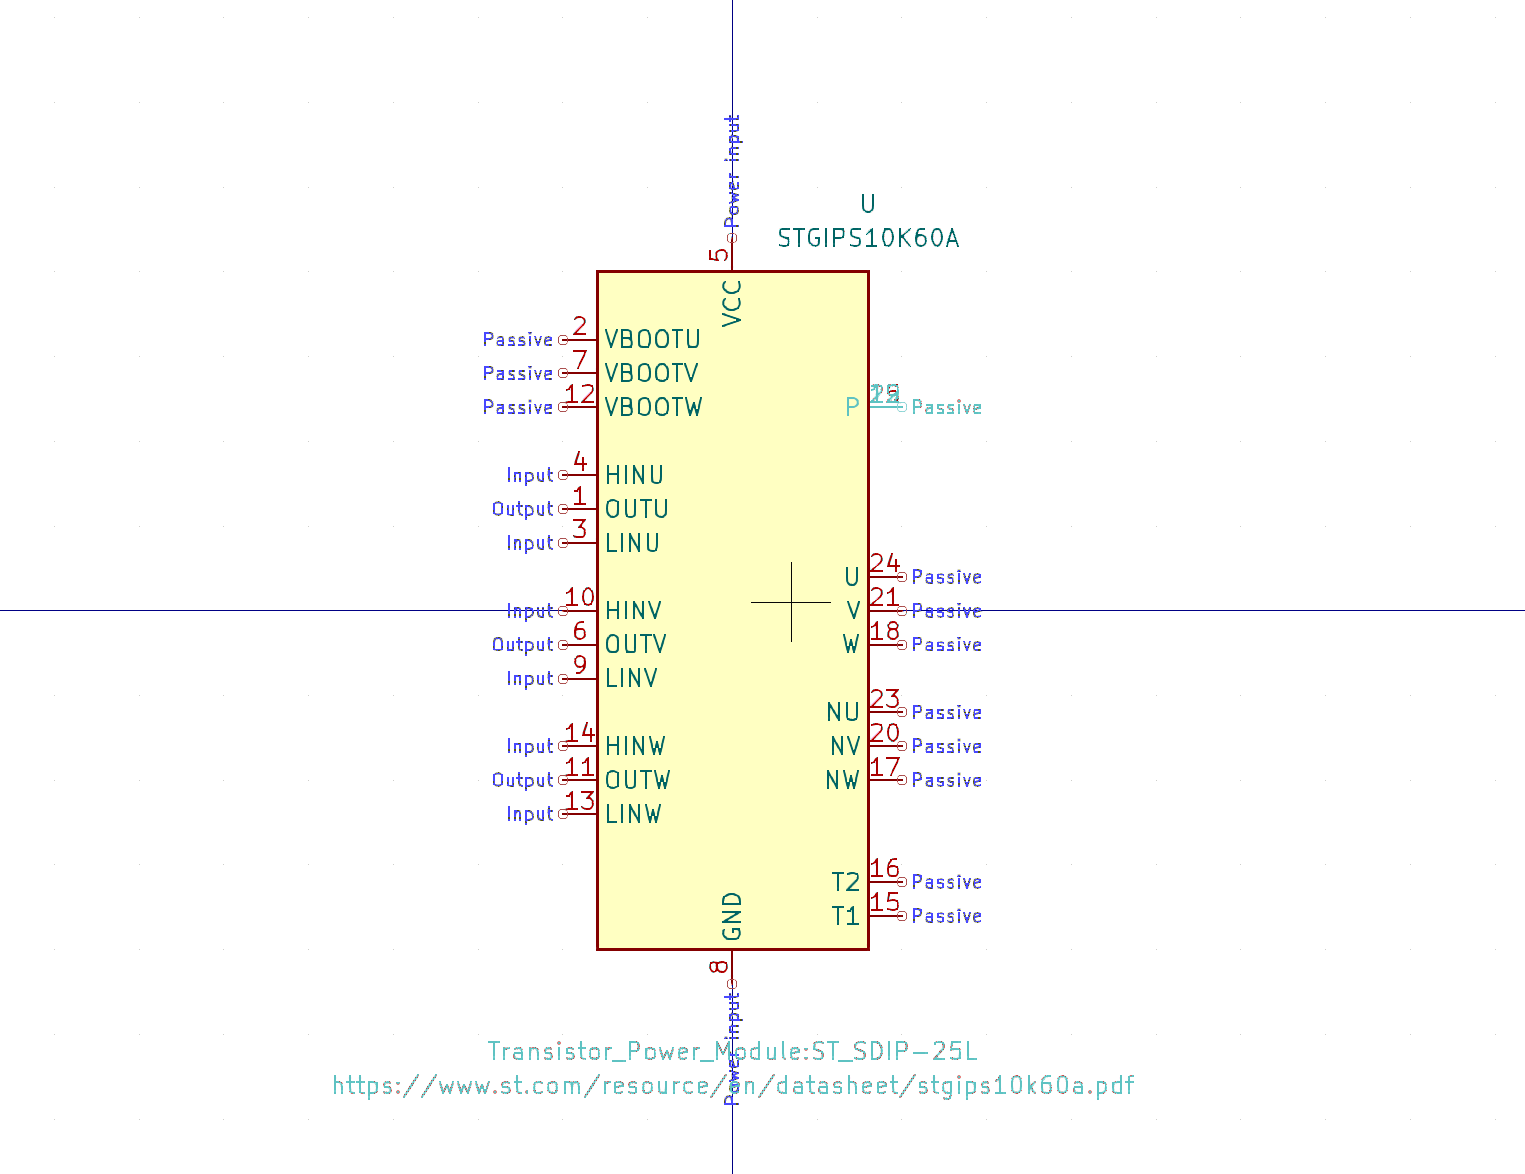 Power input
U
STGIPS10K60A
5
VCC
Passive 2 VBOOTU
Passive 7 VBOOTV
Passive 12 VBOOTW
P Passive
Input 4 HINU
Output 1 OUTU
Input 3 LINU
U 24 Passive
Input 10 HINV
V 21 Passive
Output 6 OUTV
W 18 Passive
Input 9 LINV
NU 23 Passive
Input 14 HINW
NV 20 Passive
Output 11 OUTW
NW 17 Passive
Input 13 LINW
T2 16 Passive
T1 15 Passive
GND
8
Power input
Transistor_Power_Module:ST_SDIP-25L
https://www.st.com/resource/en/datasheet/stgips10k60a.pdf